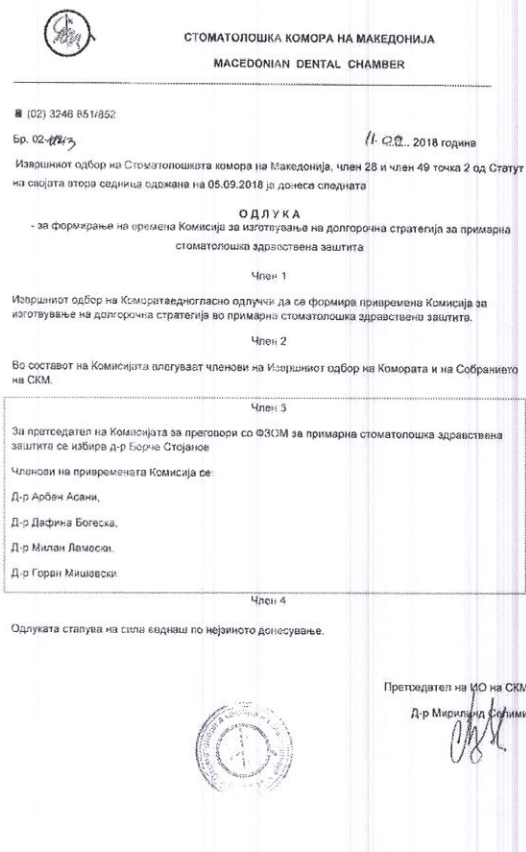 СТОМАТОЛОШКА КОМОРА НА МАКЕДОНИЈА
MACEDONIAN DENTAL CHAMBER
(02) 3246 851/852
Бр. 02-
2018 година
Извршниот одбор на Стоматолошката комора на Македонија, член 28 и член 49 точка 2 од Статут
на својата втора седница одржана на 05.09.2018 ја донесе следната
ОДЛУКА
- за формирање на времена Комисија за изготвување на долгорочна стратегија за примарна
стоматолошка здравствена заштита
Член 1
Извршниот одбор на Коморатаедногласно одлуччи да се формира привремена Комисија за
изготвување на долгорочна стратегија во примарна стоматолошка здравствена заштита.
Член 2
Во составот на Комисијата влегуваат членови на Извршниот одбор на Комората и на Собранието
на СКМ.
Член 3
За претседател на Комисијата за преговори со ФЗОМ за примарна стоматолошка здравствена
заштита се избира д-р Борче Стојанов
Членови на привремената Комисија се:
Д-р Арбен Асани,
Д-р Дафина Богеска,
Д-р Милан Ламоски,
Д-р Горан Мишовски
Член 4
Одлуката стапува на сила веднаш по нејзиното донесување.
Претседател на ИО на СКМ
Д-р Мирилинд Селими